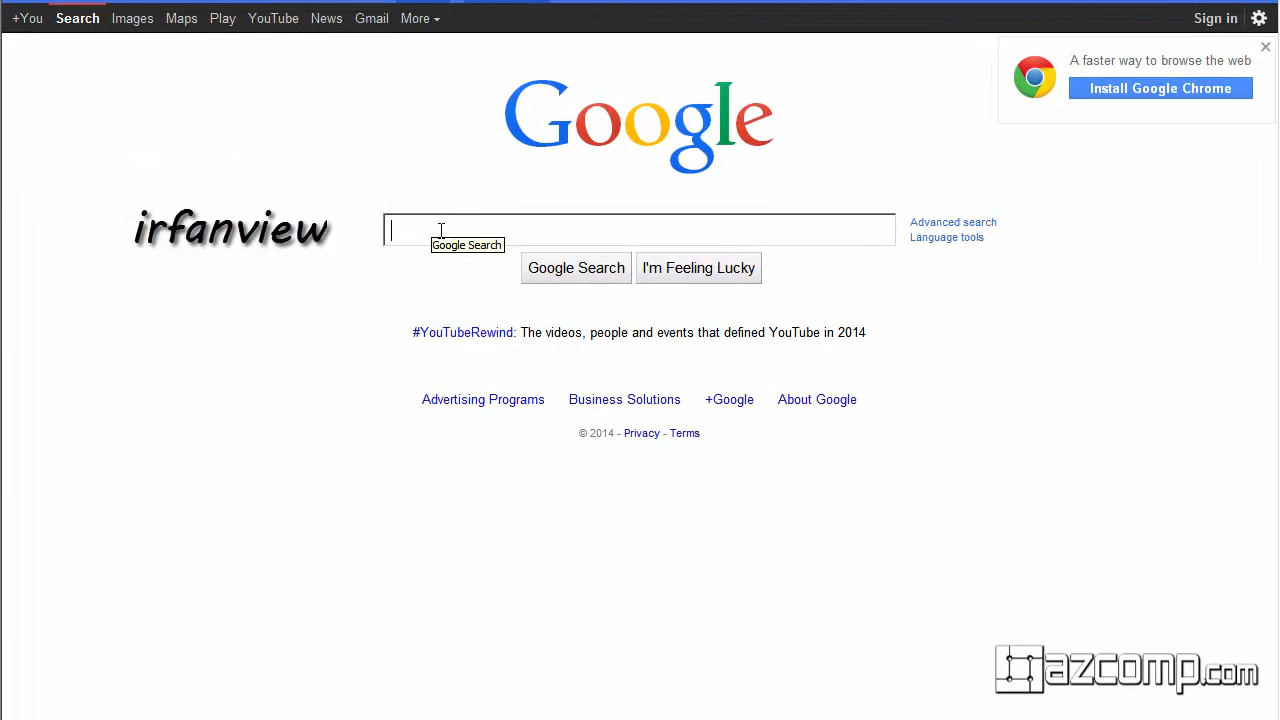 +You Search Images Maps Play YouTube News Gmail More Sign in
A faster way to browse the web
Install Google Chrome
Google
irfanview
Advanced search
Language tools
Google Search
Google Search I'm Feeling Lucky
#YouTubeRewind: The videos, people and events that defined YouTube in 2014
Advertising Programs Business Solutions +Google About Google
© 2014 - Privacy - Terms
azcomp.com